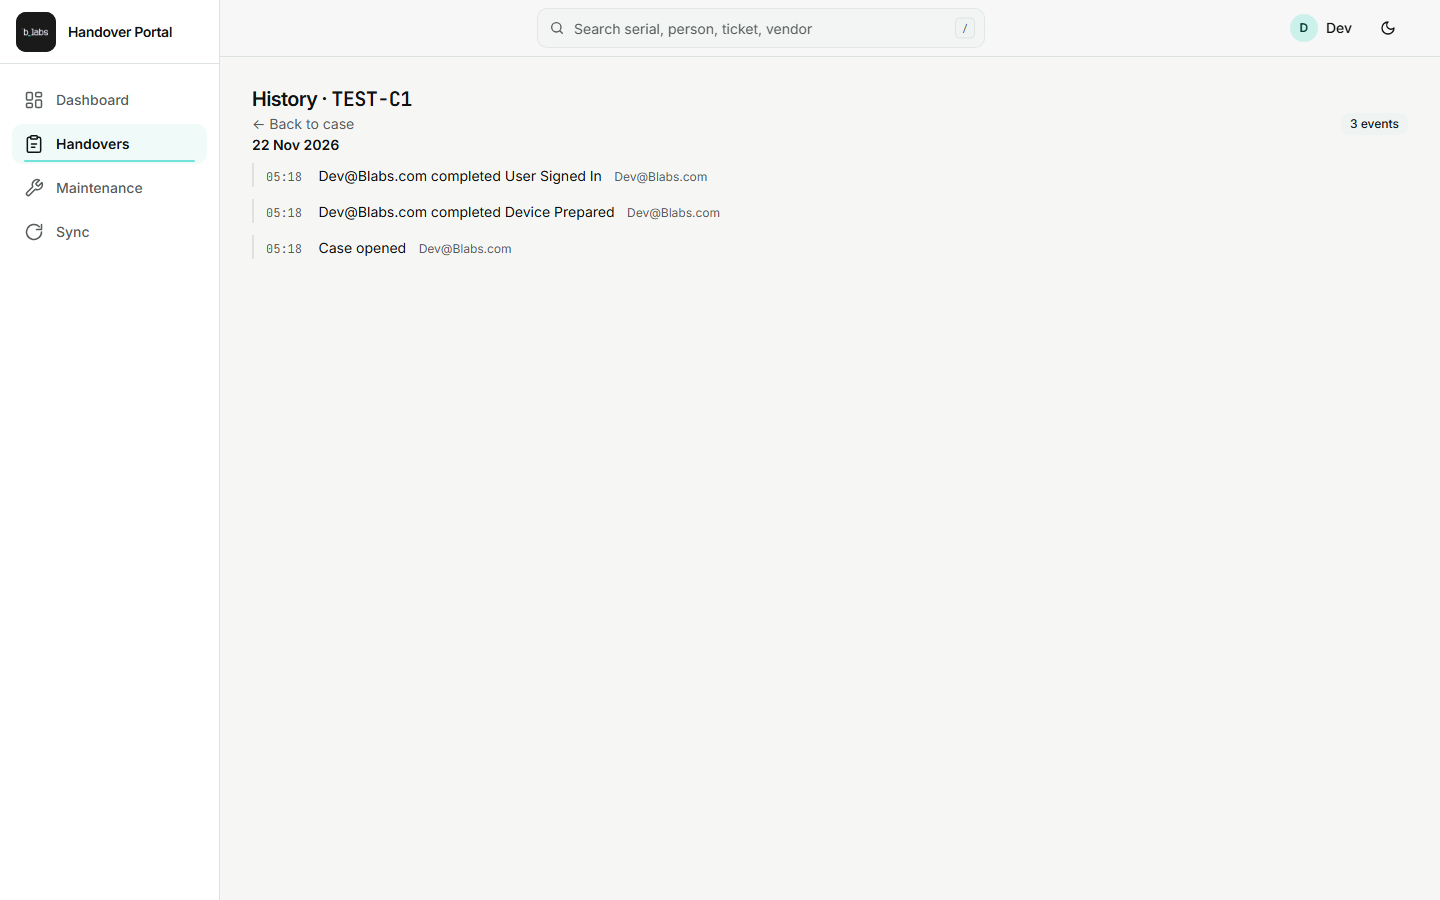 b_labs Handover Portal
Search serial, person, ticket, vendor /
D Dev
Dashboard
Handovers
Maintenance
Sync
History · TEST-C1
← Back to case
3 events
22 Nov 2026
05:18 Dev@Blabs.com completed User Signed In Dev@Blabs.com
05:18 Dev@Blabs.com completed Device Prepared Dev@Blabs.com
05:18 Case opened Dev@Blabs.com